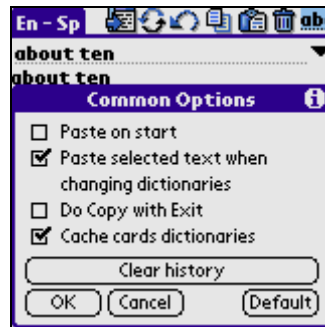 En - Sp
ab
about ten
about ten
Common Options
Paste on start
Paste selected text when
changing dictionaries
Do Copy with Exit
Cache cards dictionaries
Clear history
OK Cancel Default